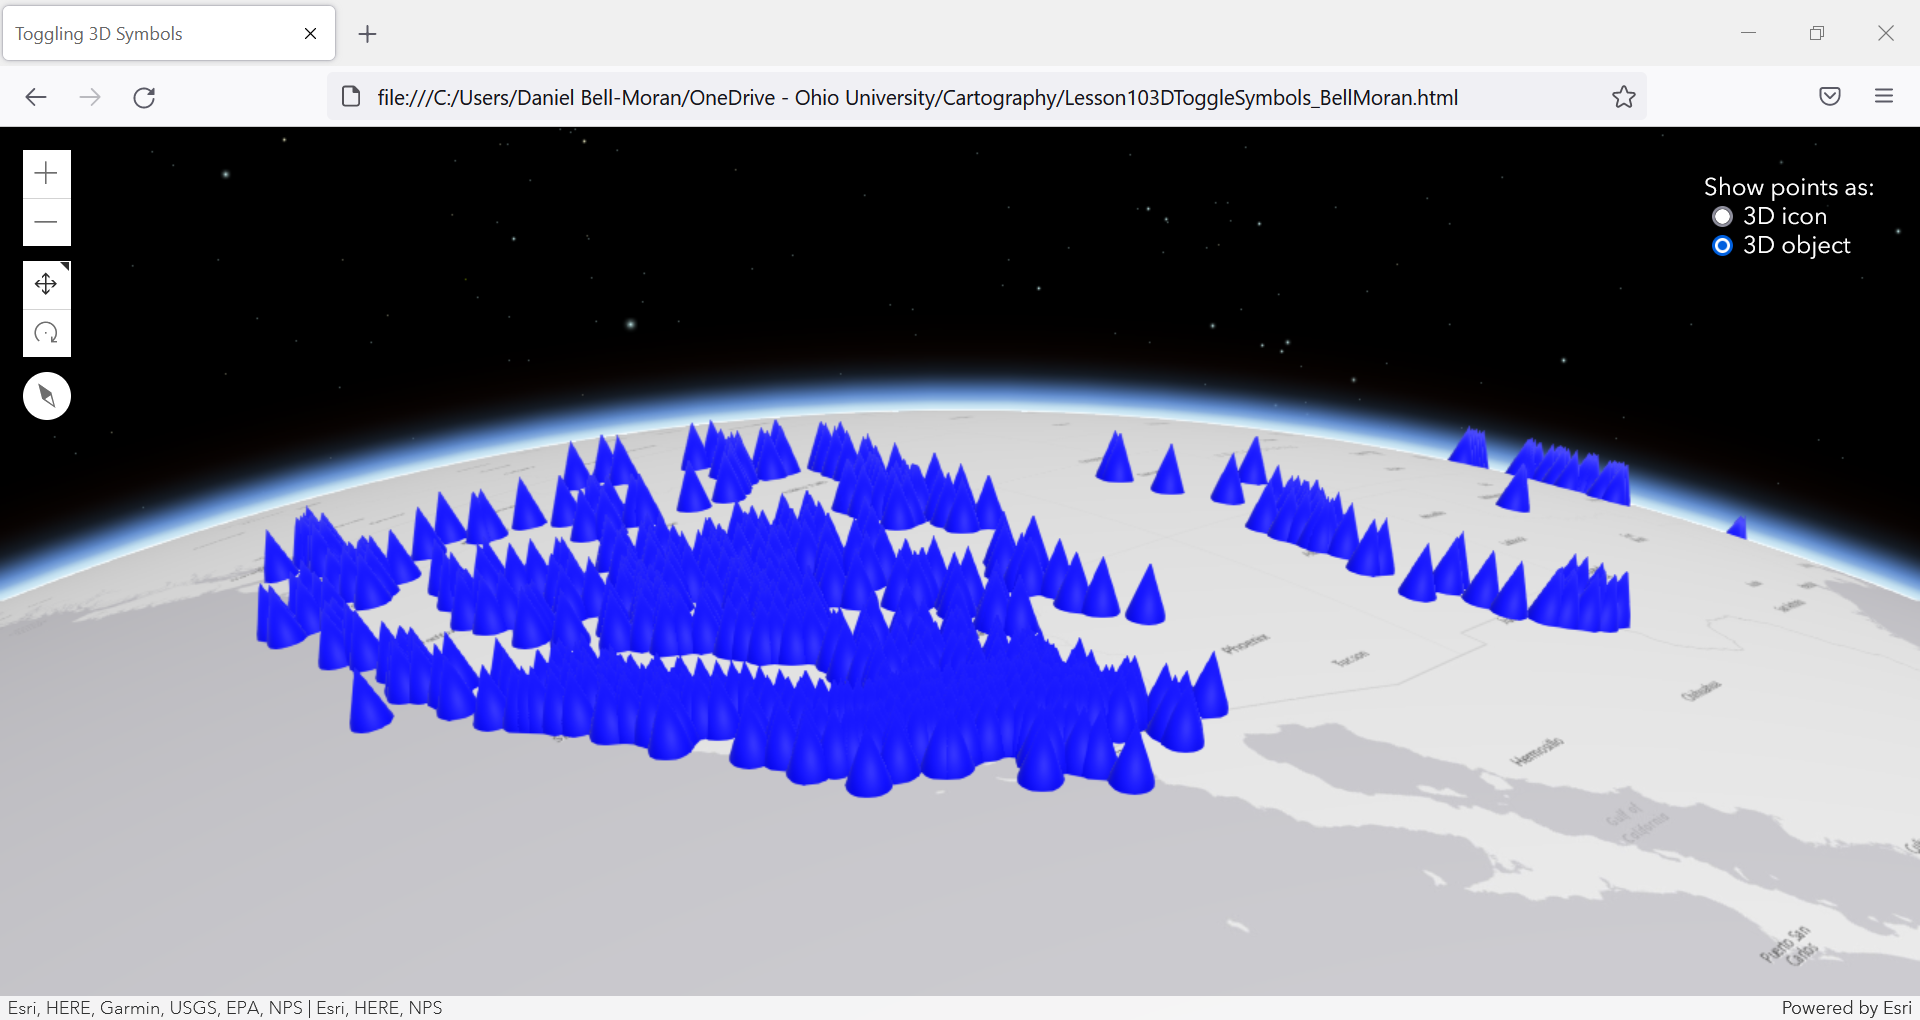 Toggling 3D Symbols
file:///C:/Users/Daniel Bell-Moran/OneDrive - Ohio University/Cartography/Lesson103DToggleSymbols_BellMoran.html
Show points as:
3D icon
3D object
Phoenix
Tucson
Chihuahua
Hermosillo
Gulf of
California
Puerto San
Carlos
Esri, HERE, Garmin, USGS, EPA, NPS | Esri, HERE, NPS
Powered by Esri